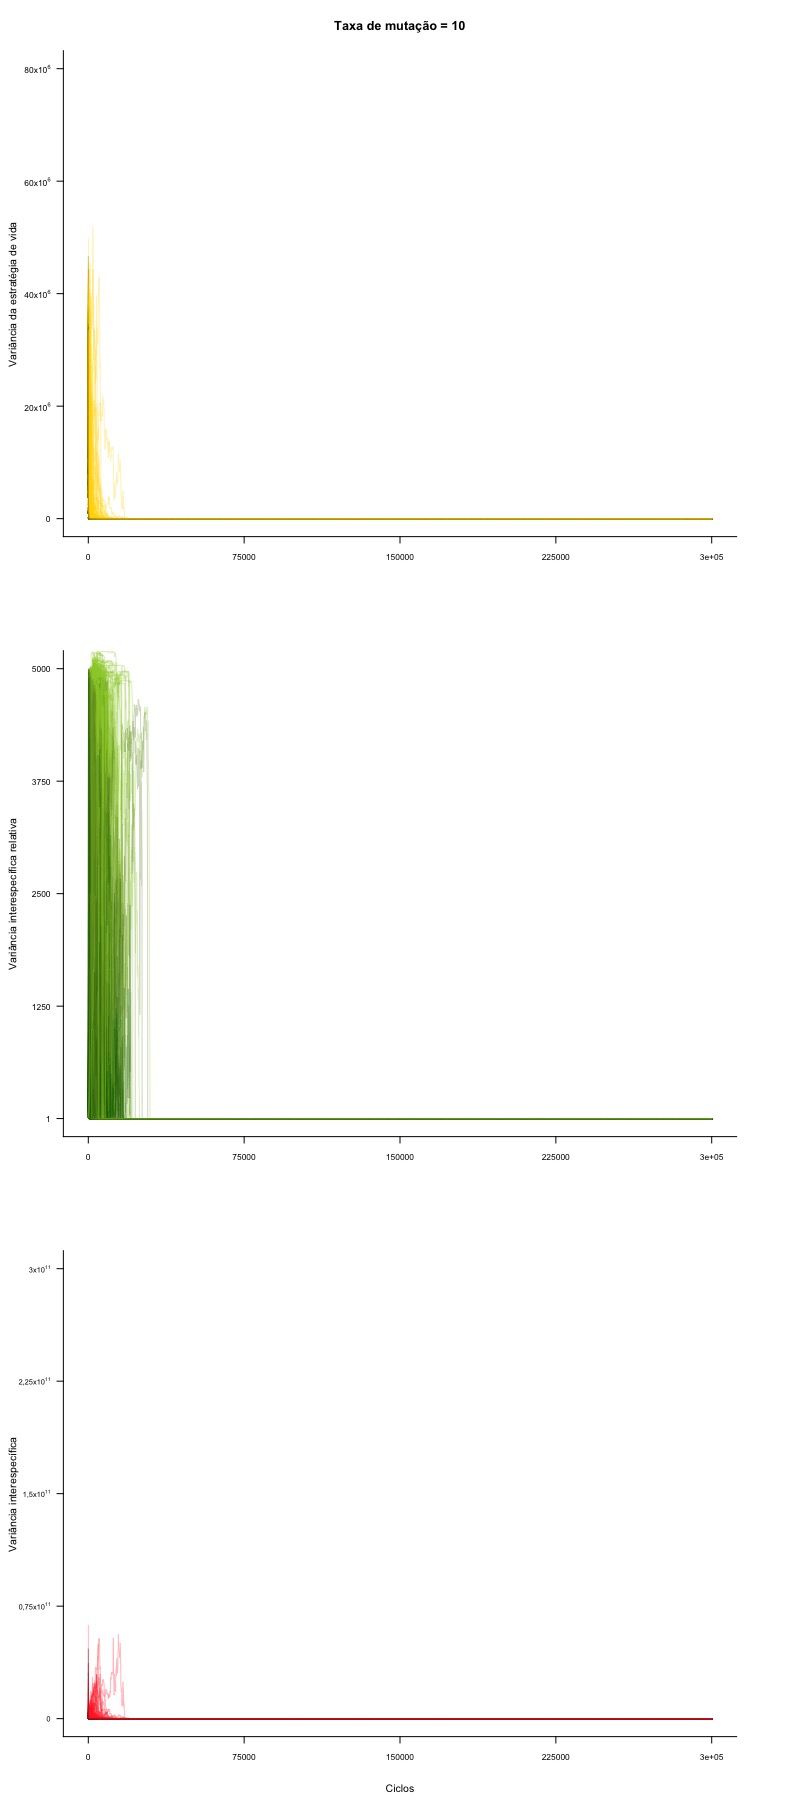 Taxa de mutação = 10
Variância da estratégia de vida
80x10⁶
60x10⁶
40x10⁶
20x10⁶
0
0 75000 150000 225000 3e+05
Variância interespecífica relativa
5000
3750
2500
1250
1
0 75000 150000 225000 3e+05
Variância interespecífica
3x10¹¹
2,25x10¹¹
1,5x10¹¹
0,75x10¹¹
0
0 75000 150000 225000 3e+05
Ciclos